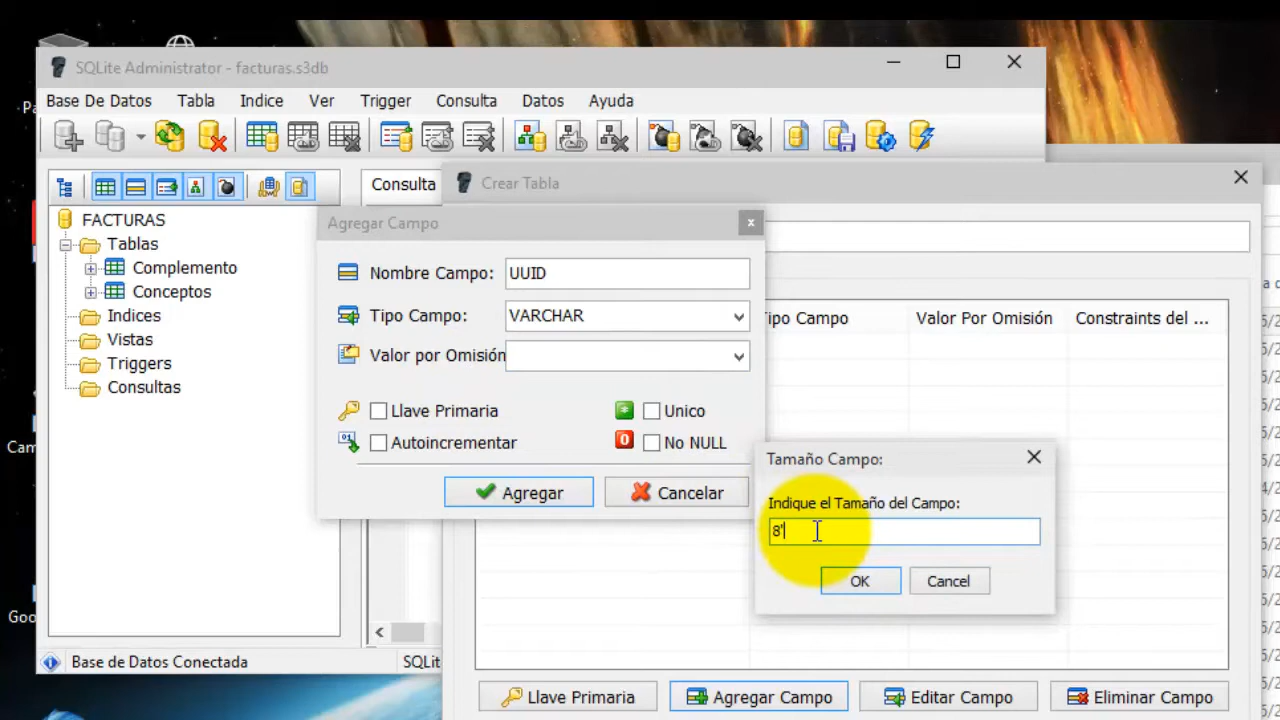 SQLite Administrator - facturas.s3db
Base De Datos Tabla Indice Ver Trigger Consulta Datos Ayuda
Consulta
Crear Tabla
FACTURAS
Tablas
Complemento
Conceptos
Indices
Vistas
Triggers
Consultas
Agregar Campo
Nombre Campo: UUID
Tipo Campo: VARCHAR
Valor por Omisión
Llave Primaria Unico
Autoincrementar No NULL
Agregar Cancelar
Tipo Campo Valor Por Omisión Constraints del ...
Tamaño Campo:
Indique el Tamaño del Campo:
8'
OK Cancel
Base de Datos Conectada SQLit
Llave Primaria Agregar Campo Editar Campo Eliminar Campo
Cam
Goo